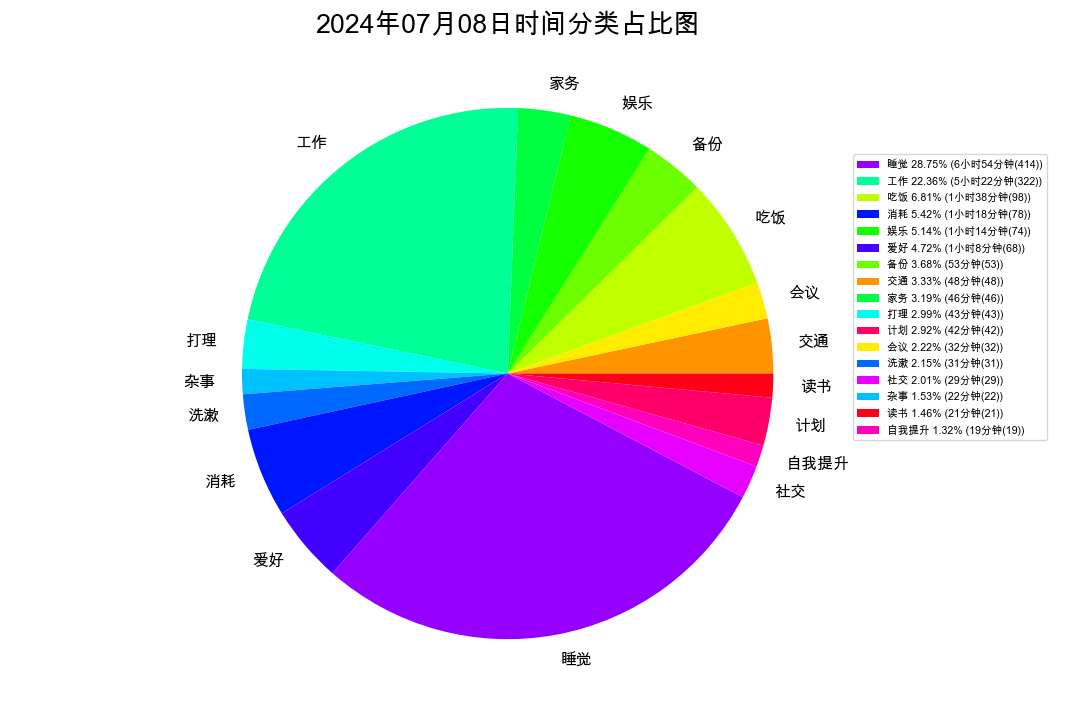 2024年07月08日时间分类占比图
家务
娱乐
备份
工作
吃饭
会议
交通
打理
杂事
读书
洗漱
计划
自我提升
消耗
社交
爱好
睡觉
睡觉 28.75% (6小时54分钟(414))
工作 22.36% (5小时22分钟(322))
吃饭 6.81% (1小时38分钟(98))
消耗 5.42% (1小时18分钟(78))
娱乐 5.14% (1小时14分钟(74))
爱好 4.72% (1小时8分钟(68))
备份 3.68% (53分钟(53))
交通 3.33% (48分钟(48))
家务 3.19% (46分钟(46))
打理 2.99% (43分钟(43))
计划 2.92% (42分钟(42))
会议 2.22% (32分钟(32))
洗漱 2.15% (31分钟(31))
社交 2.01% (29分钟(29))
杂事 1.53% (22分钟(22))
读书 1.46% (21分钟(21))
自我提升 1.32% (19分钟(19))